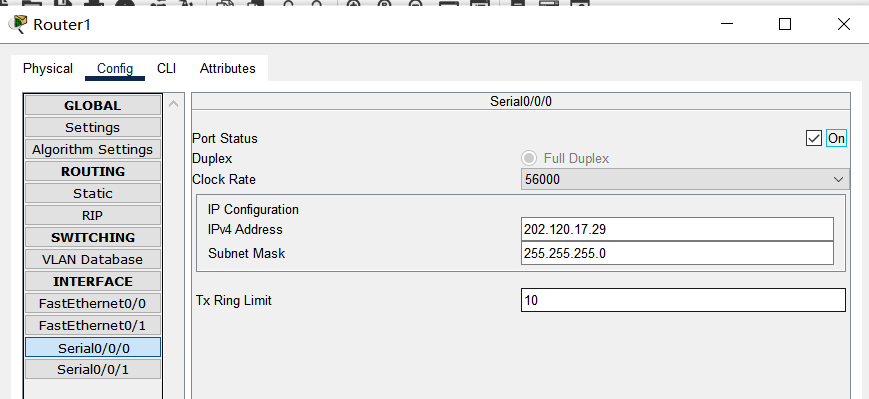 Router1
Physical Config CLI Attributes
GLOBAL
Settings
Algorithm Settings
ROUTING
Static
RIP
SWITCHING
VLAN Database
INTERFACE
FastEthernet0/0
FastEthernet0/1
Serial0/0/0
Serial0/0/1
Serial0/0/0
Port Status On
Duplex Full Duplex
Clock Rate 56000
IP Configuration
IPv4 Address 202.120.17.29
Subnet Mask 255.255.255.0
Tx Ring Limit 10